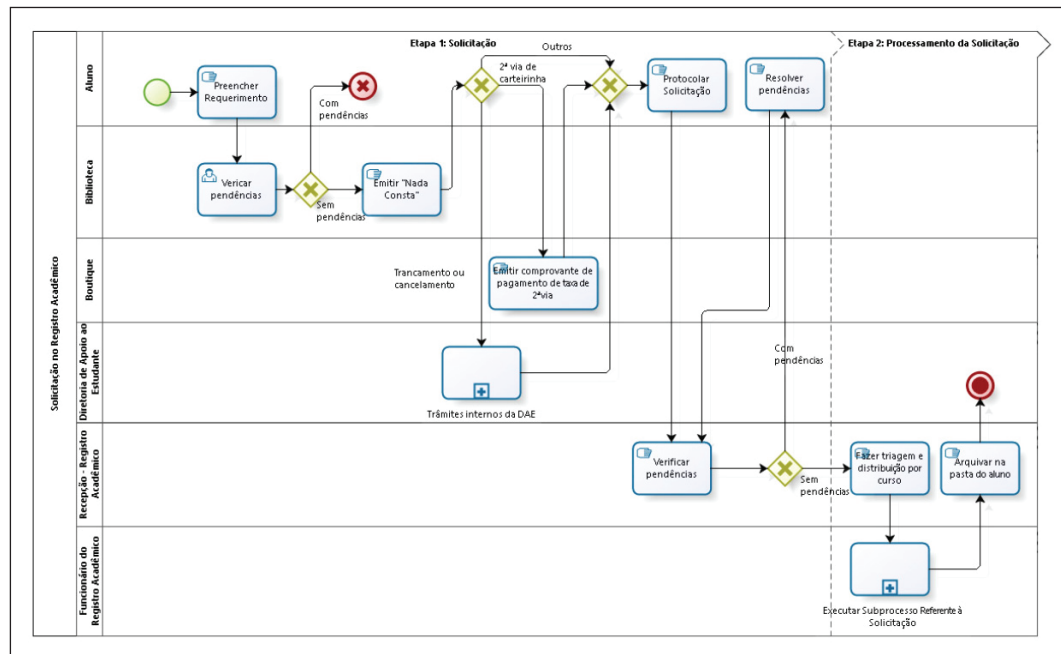 Solicitação no Registro Acadêmico
Etapa 1: Solicitação
Etapa 2: Processamento da Solicitação
Aluno
Preencher
Requerimento
Com
pendências
Outros
2ª via de
carteirinha
Protocolar
Solicitação
Resolver
pendências
Biblioteca
Vericar
pendências
Sem
pendências
Emitir "Nada
Consta"
Boutique
Trancamento ou
cancelamento
Emitir comprovante de
pagamento de taxa de
2ª via
Diretoria de Apoio ao
Estudante
Trâmites internos da DAE
Com
pendências
Recepção - Registro
Acadêmico
Verificar
pendências
Sem
pendências
Fazer triagem e
distribuição por
curso
Arquivar na
pasta do aluno
Funcionário do
Registro Acadêmico
Executar Subprocesso Referente à
Solicitação